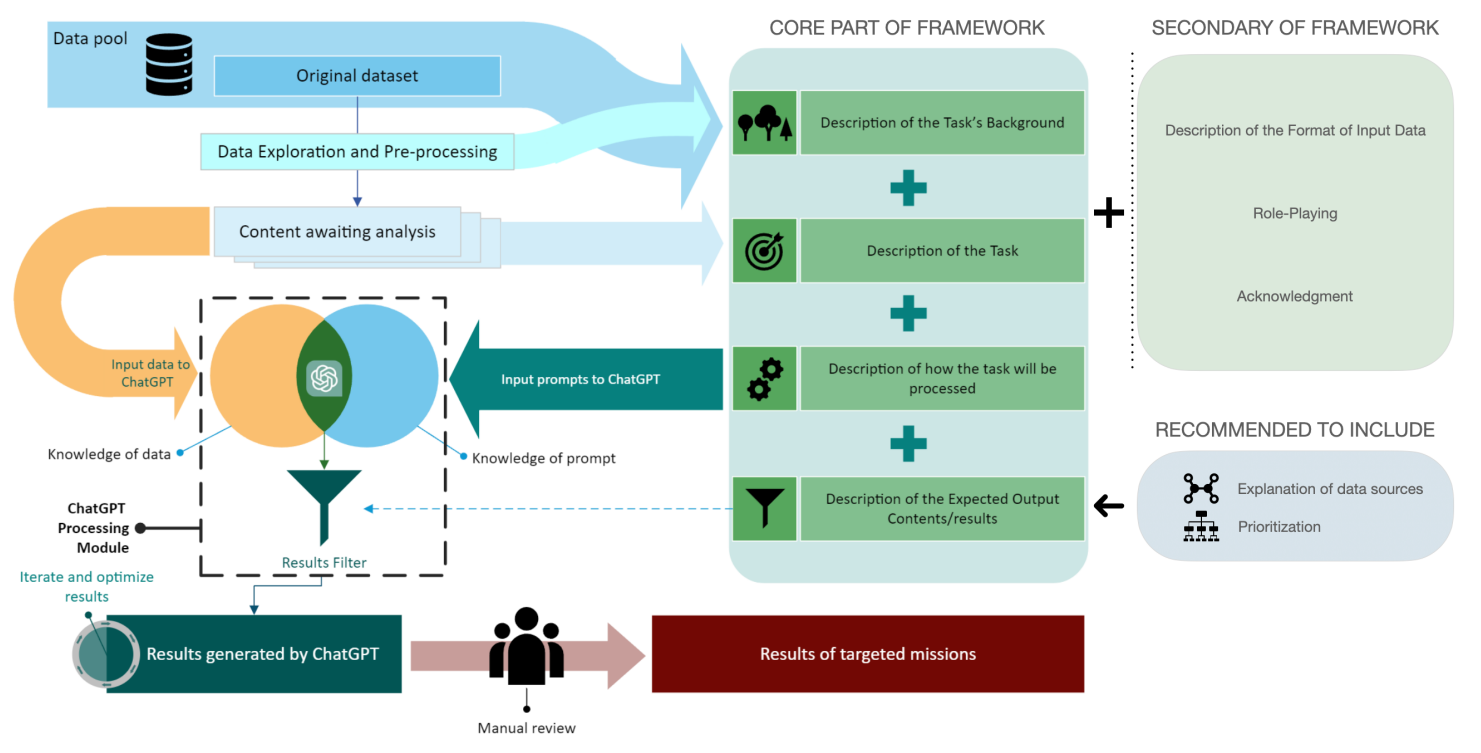 CORE PART OF FRAMEWORK
SECONDARY OF FRAMEWORK
Data pool
Original dataset
Data Exploration and Pre-processing
Content awaiting analysis
Description of the Task's Background
Description of the Task
Description of how the task will be
processed
Description of the Expected Output
Contents/results
Description of the Format of Input Data
Role-Playing
Acknowledgment
RECOMMENDED TO INCLUDE
Explanation of data sources
Prioritization
Input data to
ChatGPT
Input prompts to ChatGPT
Knowledge of data
Knowledge of prompt
ChatGPT
Processing
Module
Results Filter
Iterate and optimize
results
Results generated by ChatGPT
Manual review
Results of targeted missions